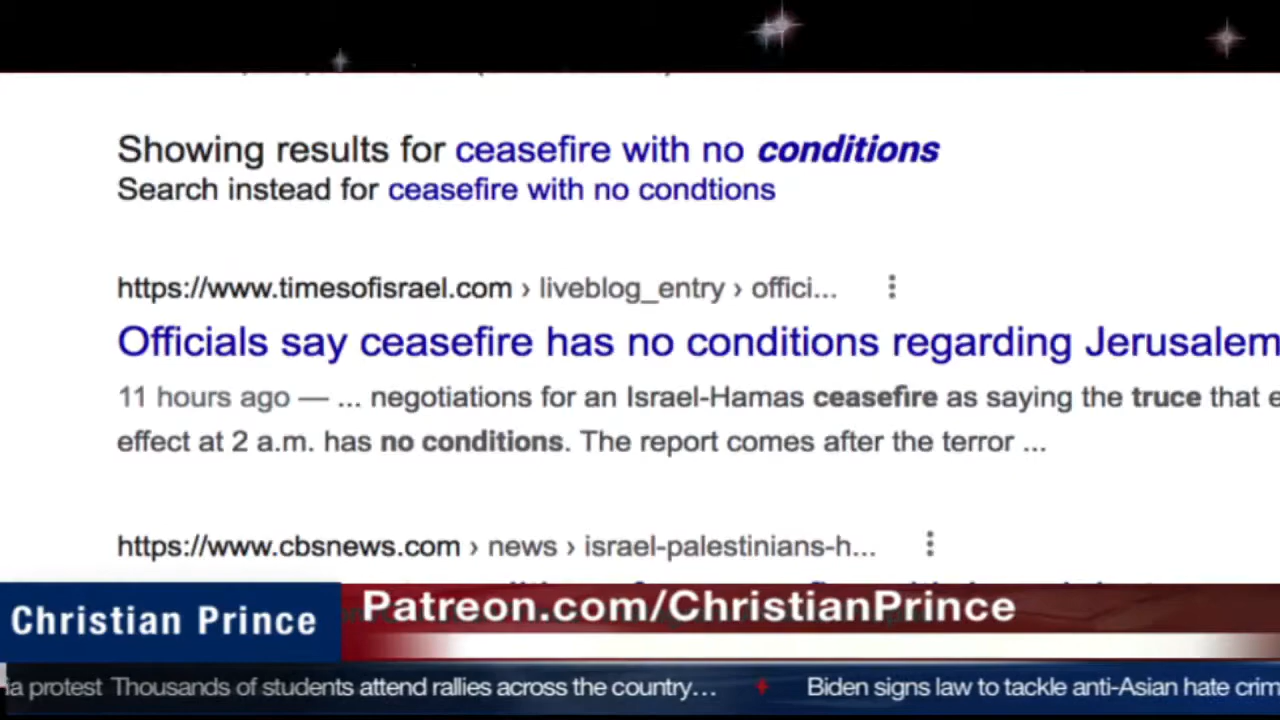 Showing results for ceasefire with no conditions
Search instead for ceasefire with no condtions
https://www.timesofisrael.com › liveblog_entry › offici...
Officials say ceasefire has no conditions regarding Jerusalem
11 hours ago — ... negotiations for an Israel-Hamas ceasefire as saying the truce that e
effect at 2 a.m. has no conditions. The report comes after the terror ...
https://www.cbsnews.com › news › israel-palestinians-h...
Christian Prince
Patreon.com/ChristianPrince
ia protest Thousands of students attend rallies across the country… Biden signs law to tackle anti-Asian hate crim